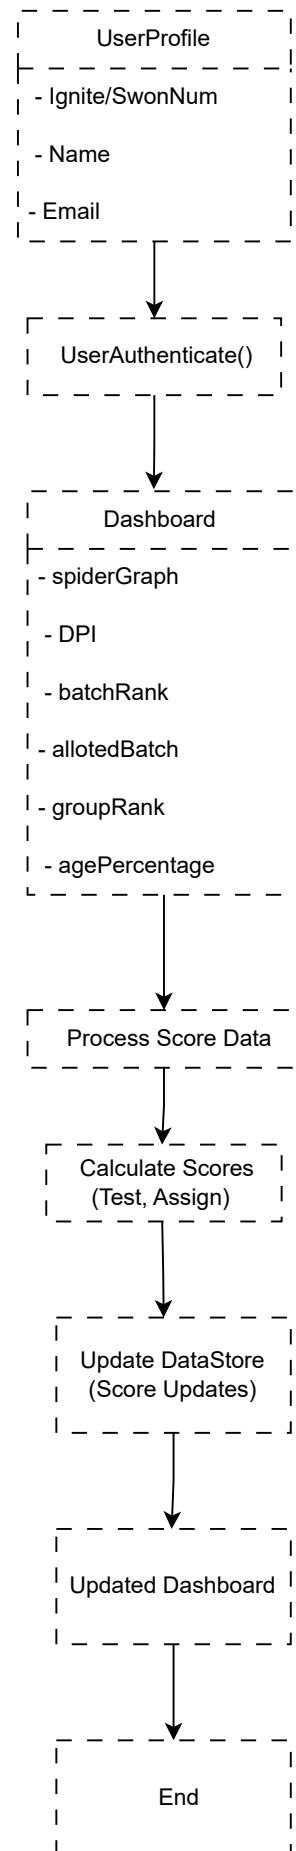 UserProfile
- Ignite/SwonNum
- Name
- Email
UserAuthenticate()
Dashboard
- spiderGraph
- DPI
- batchRank
- allotedBatch
- groupRank
- agePercentage
Process Score Data
Calculate Scores
(Test, Assign)
Update DataStore
(Score Updates)
Updated Dashboard
End